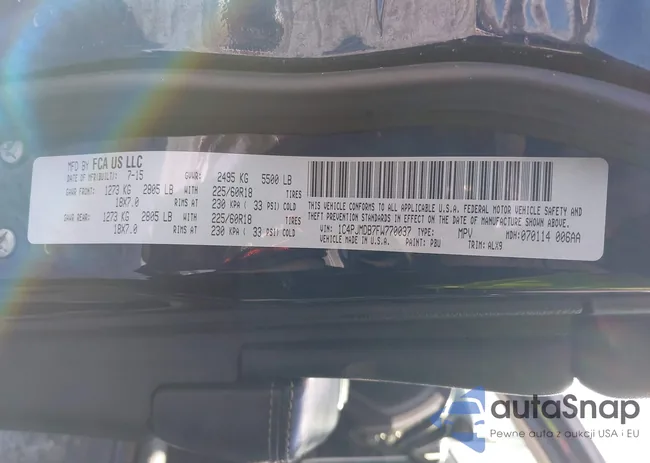 MFD BY FCA US LLC
DATE OF MFR(BUILT): 7-15 GVWR: 2495 KG 5500 LB
GAWR FRONT: 1273 KG 2805 LB WITH 225/60R18 TIRES
18X7.0 RIMS AT 230 KPA ( 33 PSI) COLD
GAWR REAR: 1273 KG 2805 LB WITH 225/60R18 TIRES
18X7.0 RIMS AT 230 KPA ( 33 PSI) COLD
THIS VEHICLE CONFORMS TO ALL APPLICABLE U.S.A. FEDERAL MOTOR VEHICLE SAFETY AND
THEFT PREVENTION STANDARDS IN EFFECT ON THE DATE OF MANUFACTURE SHOWN ABOVE.
VIN: 1C4PJMDB7FW770037 TYPE: MPV MDH: 070114 006AA
VEHICLE MADE IN U.S.A. PAINT: PBU TRIM: ALX9
autaSnap
Pewne auta z aukcji USA i EU